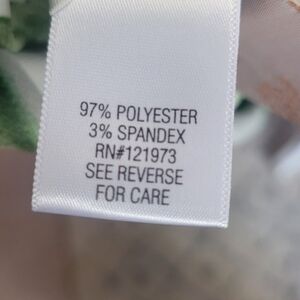 97% POLYESTER
3% SPANDEX
RN#121973
SEE REVERSE
FOR CARE